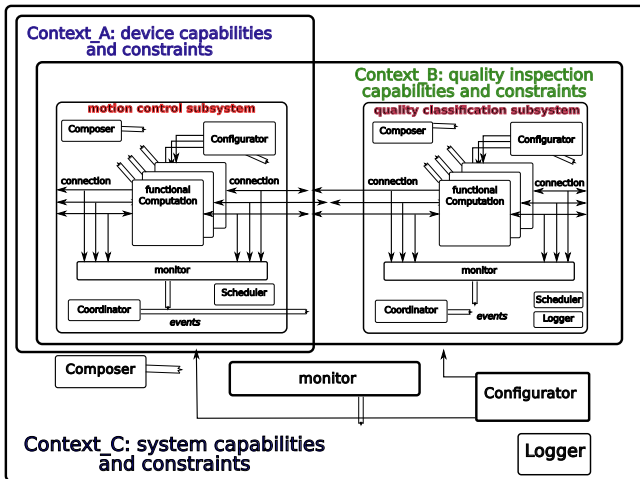 Context_A: device capabilities
and constraints
Context_B: quality inspection
capabilities and constraints
motion control subsystem
Composer
Configurator
connection
functional
Computation
connection
monitor
Scheduler
Coordinator
events
quality classification subsystem
Composer
Configurator
connection
functional
Computation
connection
monitor
Scheduler
Coordinator
events
Logger
Composer
monitor
Configurator
Context_C: system capabilities
and constraints
Logger